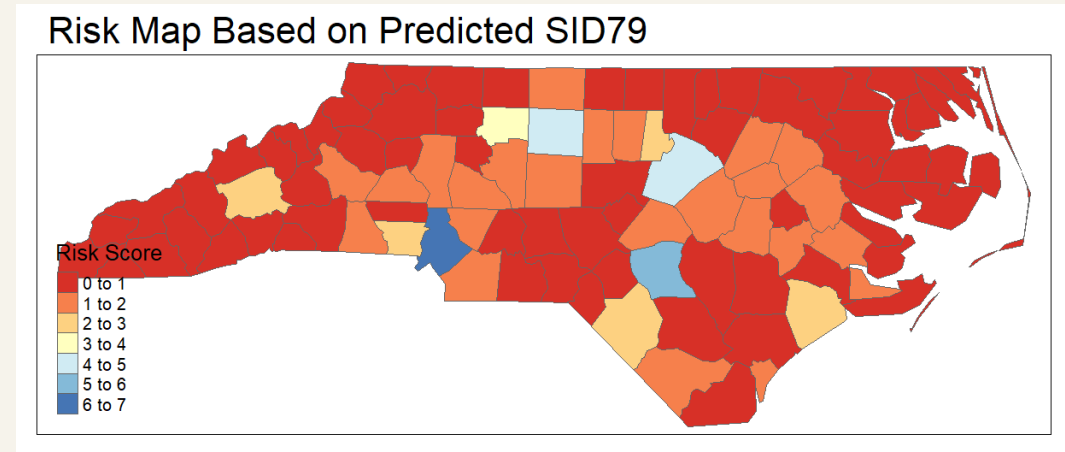 Risk Map Based on Predicted SID79
Risk Score
0 to 1
1 to 2
2 to 3
3 to 4
4 to 5
5 to 6
6 to 7